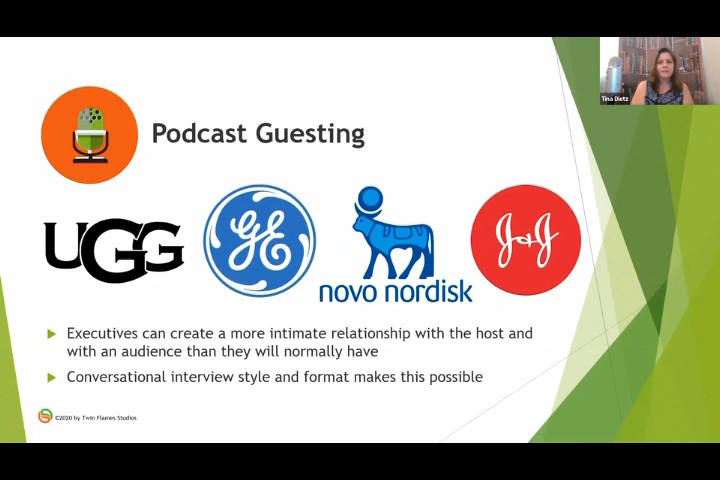 Tina Dietz
Podcast Guesting
UGG
GE
novo nordisk
J&J
Executives can create a more intimate relationship with the host and
with an audience than they will normally have
Conversational interview style and format makes this possible
©2020 by Twin Flames Studios